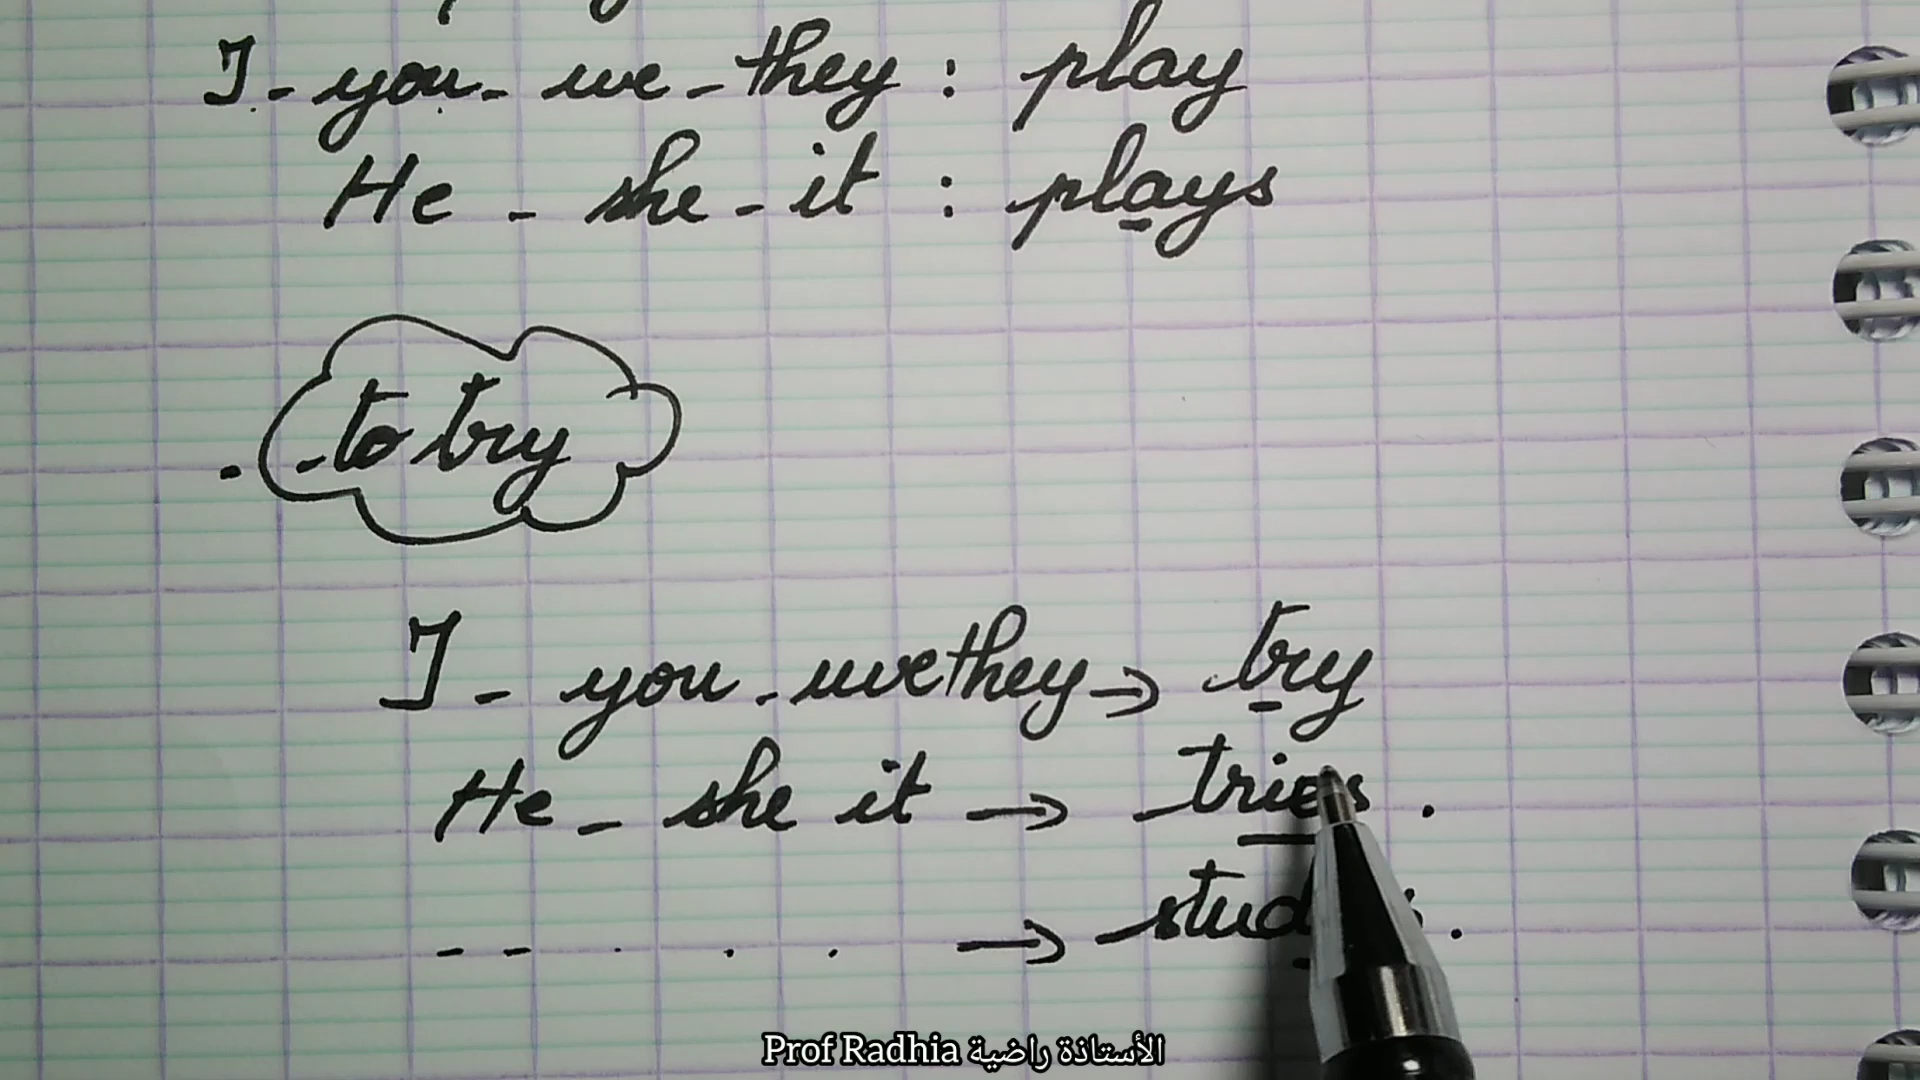 I - you - we - they : play
He - she - it : plays
- to try
I - you - we they → try
He - she it → tries .
-- . . . →
Prof Radhia الأستاذة راضية